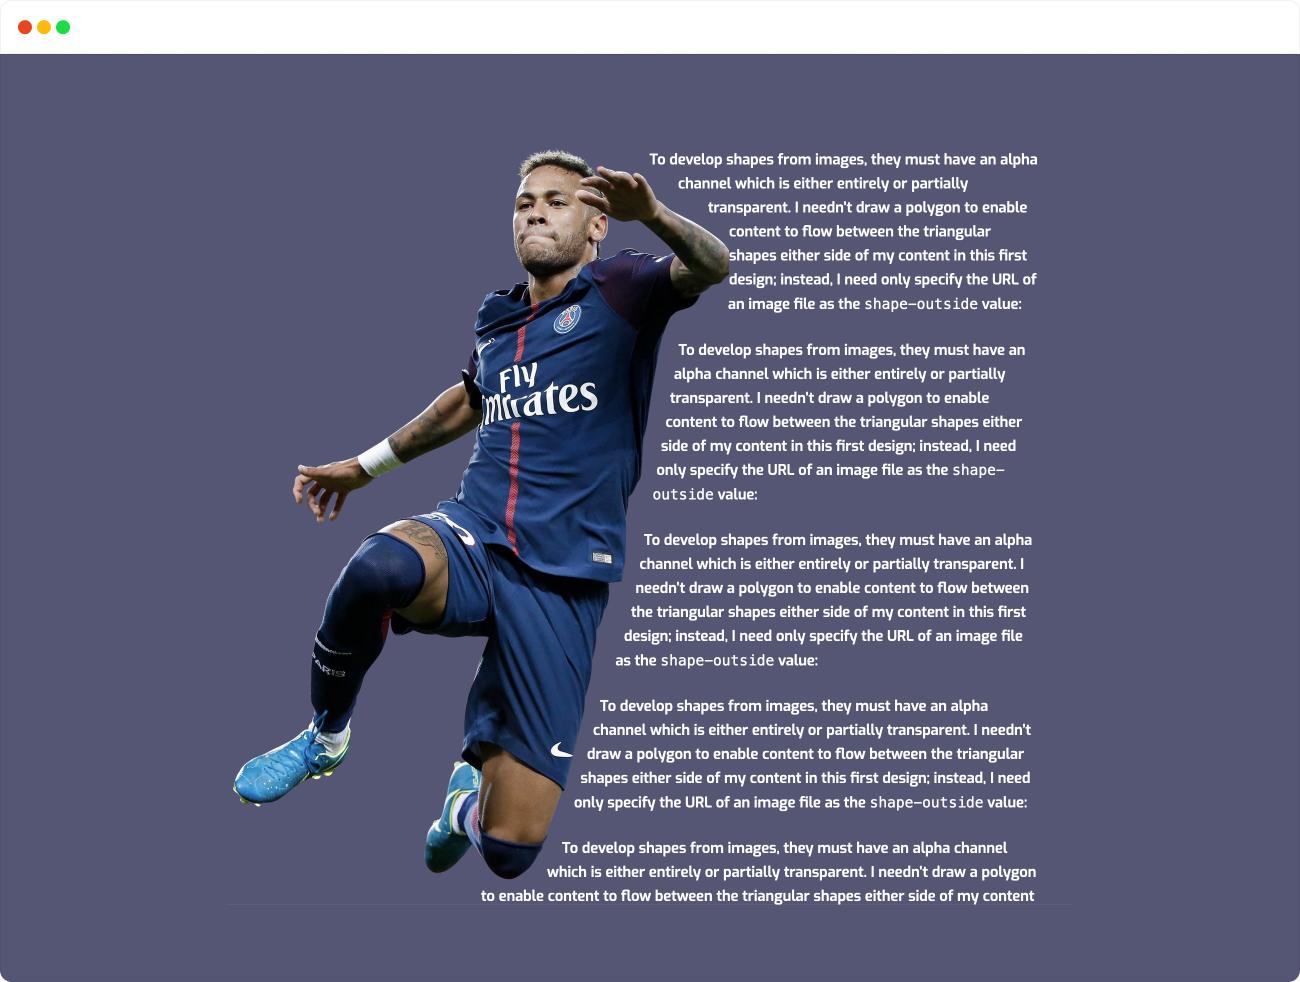 To develop shapes from images, they must have an alpha
channel which is either entirely or partially
transparent. I needn't draw a polygon to enable
content to flow between the triangular
shapes either side of my content in this first
design; instead, I need only specify the URL of
an image file as the shape-outside value:
To develop shapes from images, they must have an
alpha channel which is either entirely or partially
transparent. I needn't draw a polygon to enable
content to flow between the triangular shapes either
side of my content in this first design; instead, I need
only specify the URL of an image file as the shape-
outside value:
To develop shapes from images, they must have an alpha
channel which is either entirely or partially transparent. I
needn't draw a polygon to enable content to flow between
the triangular shapes either side of my content in this first
design; instead, I need only specify the URL of an image file
as the shape-outside value:
To develop shapes from images, they must have an alpha
channel which is either entirely or partially transparent. I needn't
draw a polygon to enable content to flow between the triangular
shapes either side of my content in this first design; instead, I need
only specify the URL of an image file as the shape-outside value:
To develop shapes from images, they must have an alpha channel
which is either entirely or partially transparent. I needn't draw a polygon
to enable content to flow between the triangular shapes either side of my content
Fly
Emirates
PARIS